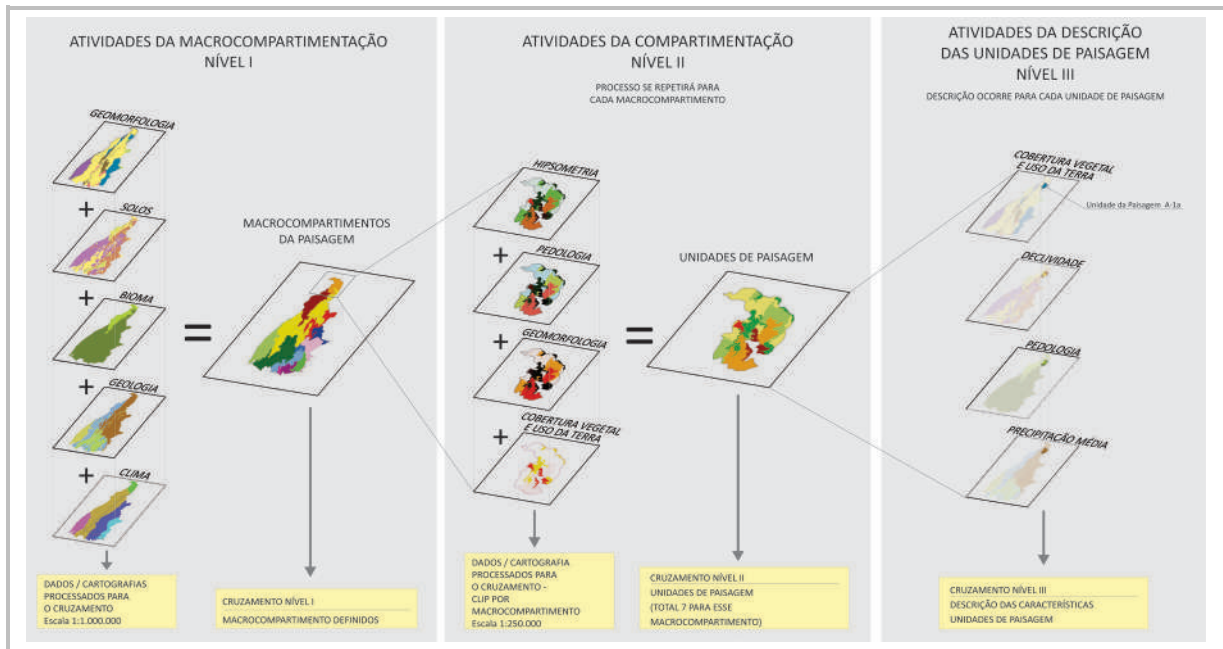 ATIVIDADES DA MACROCOMPARTIMENTAÇÃO
NÍVEL I
GEOMORFOLOGIA
+
SOLOS
+
BIOMA
+
GEOLOGIA
+
CLIMA
=
MACROCOMPARTIMENTOS
DA PAISAGEM
DADOS / CARTOGRAFIAS
PROCESSADOS PARA
O CRUZAMENTO
Escala 1:1.000.000
CRUZAMENTO NÍVEL I
MACROCOMPARTIMENTO DEFINIDOS
ATIVIDADES DA COMPARTIMENTAÇÃO
NÍVEL II
PROCESSO SE REPETIRÁ PARA
CADA MACROCOMPARTIMENTO
HIPSOMETRIA
+
PEDOLOGIA
+
GEOMORFOLOGIA
+
COBERTURA VEGETAL
E USO DA TERRA
=
UNIDADES DE PAISAGEM
DADOS / CARTOGRAFIA
PROCESSADOS PARA
O CRUZAMENTO -
CLIP POR
MACROCOMPARTIMENTO
Escala 1:250.000
CRUZAMENTO NÍVEL II
UNIDADES DE PAISAGEM
(TOTAL 7 PARA ESSE
MACROCOMPARTIMENTO)
ATIVIDADES DA DESCRIÇÃO
DAS UNIDADES DE PAISAGEM
NÍVEL III
DESCRIÇÃO OCORRE PARA CADA UNIDADE DE PAISAGEM
COBERTURA VEGETAL
E USO DA TERRA
Unidade da Paisagem A-1a
DECLIVIDADE
PEDOLOGIA
PRECIPITAÇÃO MÉDIA
CRUZAMENTO NÍVEL III
DESCRIÇÃO DAS CARACTERÍSTICAS
UNIDADES DE PAISAGEM